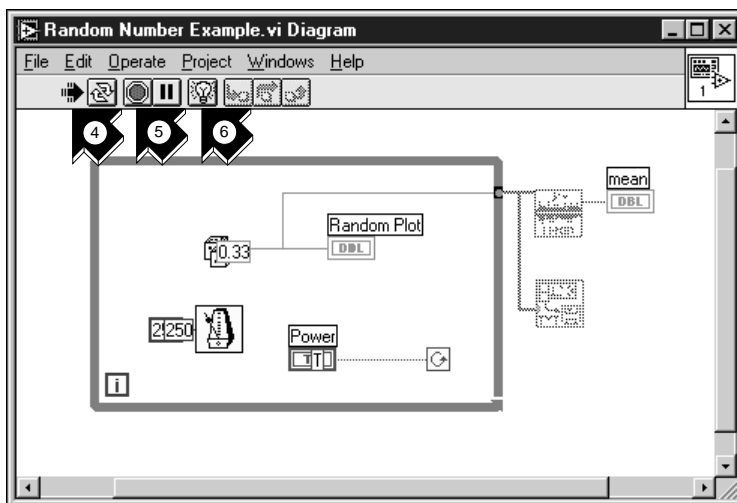 Random Number Example.vi Diagram
File Edit Operate Project Windows Help
1
4 5 6
mean
DBL
Random Plot
DBL
0.33
250
Power
T
i